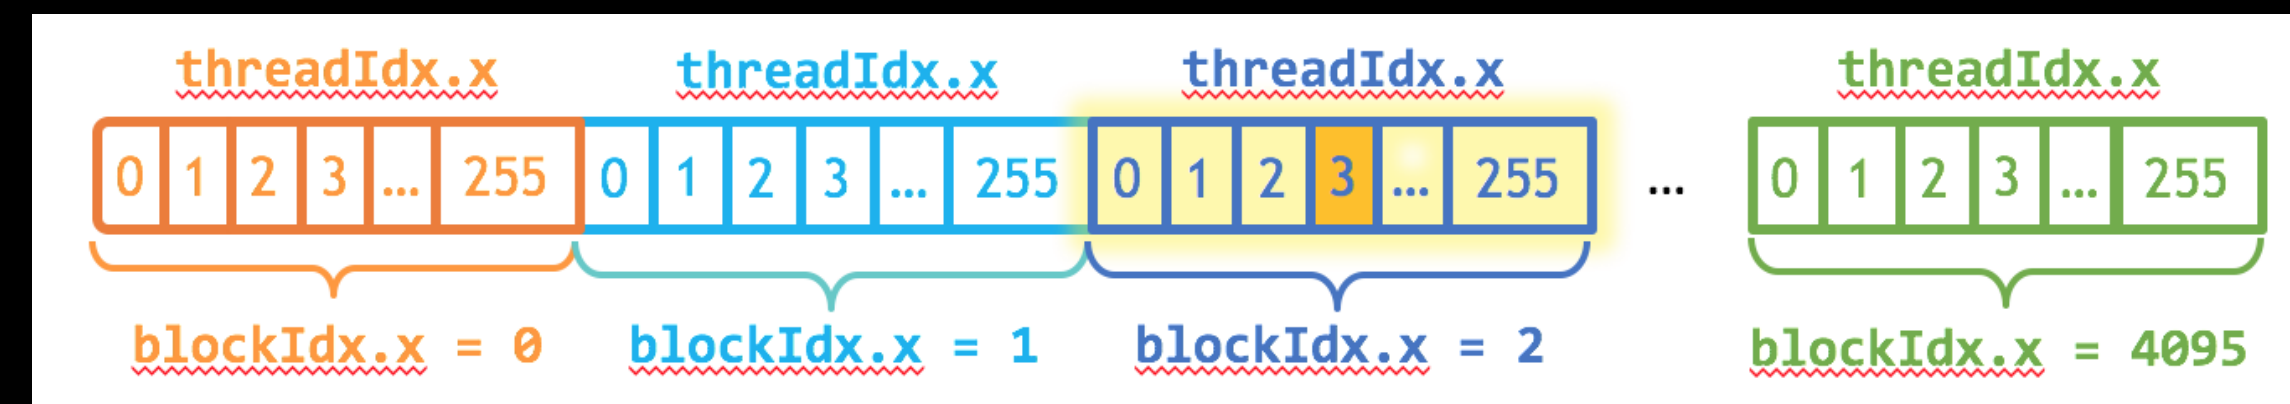 threadIdx.x threadIdx.x threadIdx.x threadIdx.x
0 1 2 3 ... 255 0 1 2 3 ... 255 0 1 2 3 ... 255 ... 0 1 2 3 ... 255
blockIdx.x = 0 blockIdx.x = 1 blockIdx.x = 2 blockIdx.x = 4095